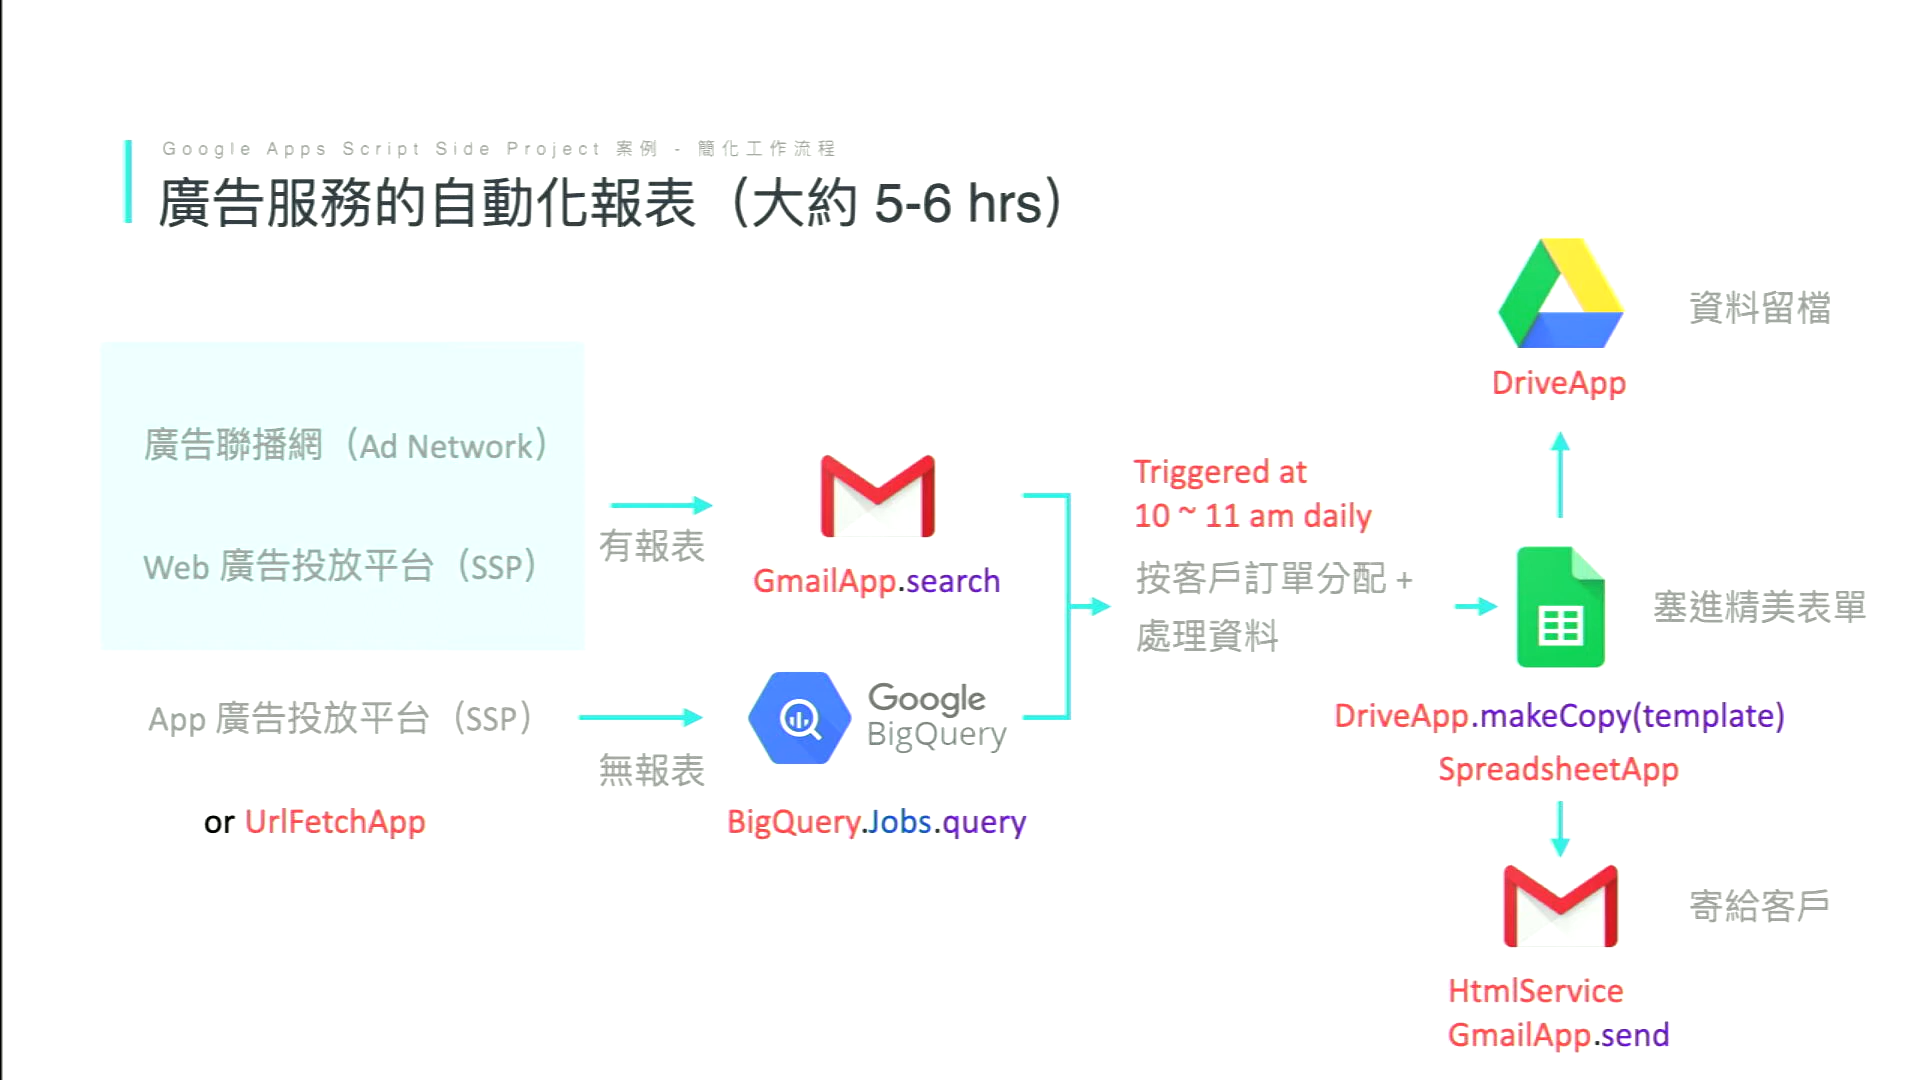 Google Apps Script Side Project 案例 - 簡化工作流程
廣告服務的自動化報表（大約 5-6 hrs）
廣告聯播網（Ad Network）
Web 廣告投放平台（SSP）
有報表
GmailApp.search
App 廣告投放平台（SSP）
無報表
Google
BigQuery
or UrlFetchApp
BigQuery.Jobs.query
Triggered at
10 ~ 11 am daily
按客戶訂單分配 +
處理資料
資料留檔
DriveApp
塞進精美表單
DriveApp.makeCopy(template)
SpreadsheetApp
寄給客戶
HtmlService
GmailApp.send